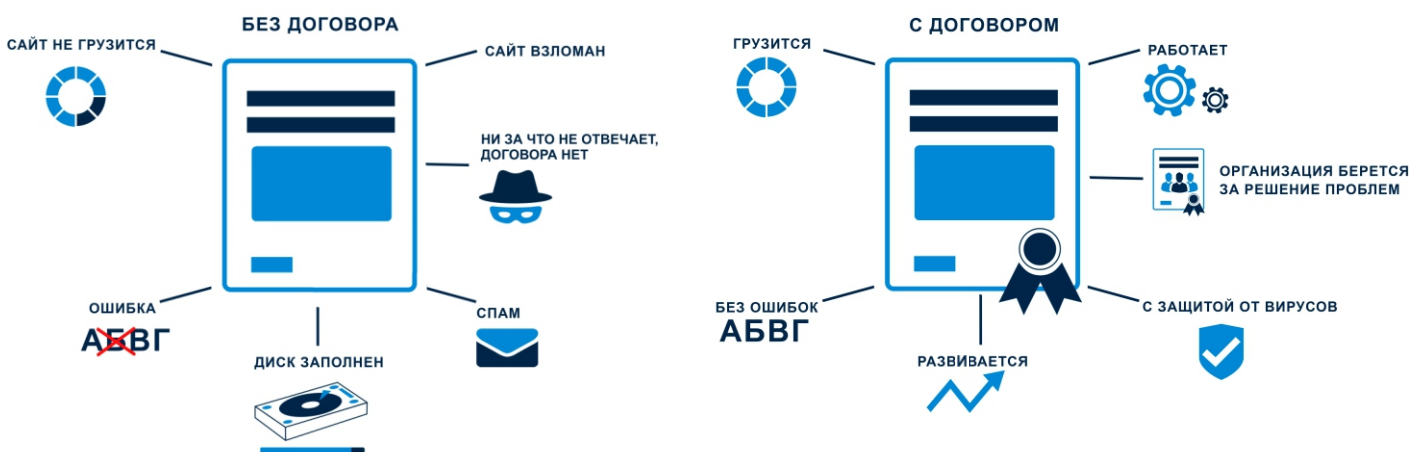 БЕЗ ДОГОВОРА
САЙТ НЕ ГРУЗИТСЯ
САЙТ ВЗЛОМАН
НИ ЗА ЧТО НЕ ОТВЕЧАЕТ,
ДОГОВОРА НЕТ
ОШИБКА
АБВГ
СПАМ
ДИСК ЗАПОЛНЕН
С ДОГОВОРОМ
ГРУЗИТСЯ
РАБОТАЕТ
ОРГАНИЗАЦИЯ БЕРЕТСЯ
ЗА РЕШЕНИЕ ПРОБЛЕМ
БЕЗ ОШИБОК
АБВГ
С ЗАЩИТОЙ ОТ ВИРУСОВ
РАЗВИВАЕТСЯ